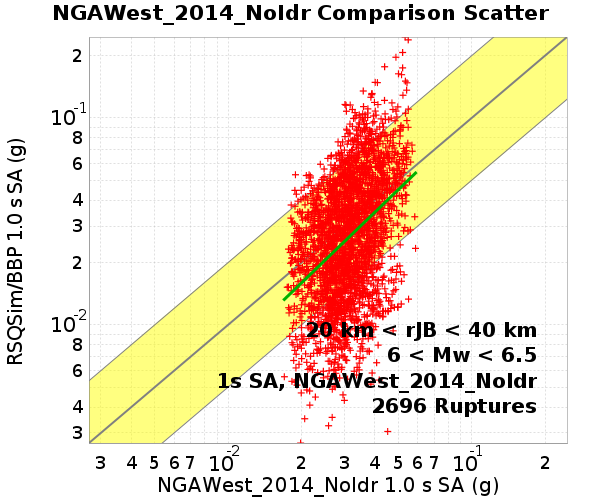 NGAWest_2014_NoIdr Comparison Scatter
RSQSim/BBP 1.0 s SA (g)
2
10-1
8
6
4
3
2
10-2
8
6
4
3
20 km < rJB < 40 km
6 < Mw < 6.5
1s SA, NGAWest_2014_NoIdr
2696 Ruptures
3 4 5 6 7 10-2 2 3 4 5 6 7 10-1 2
NGAWest_2014_NoIdr 1.0 s SA (g)